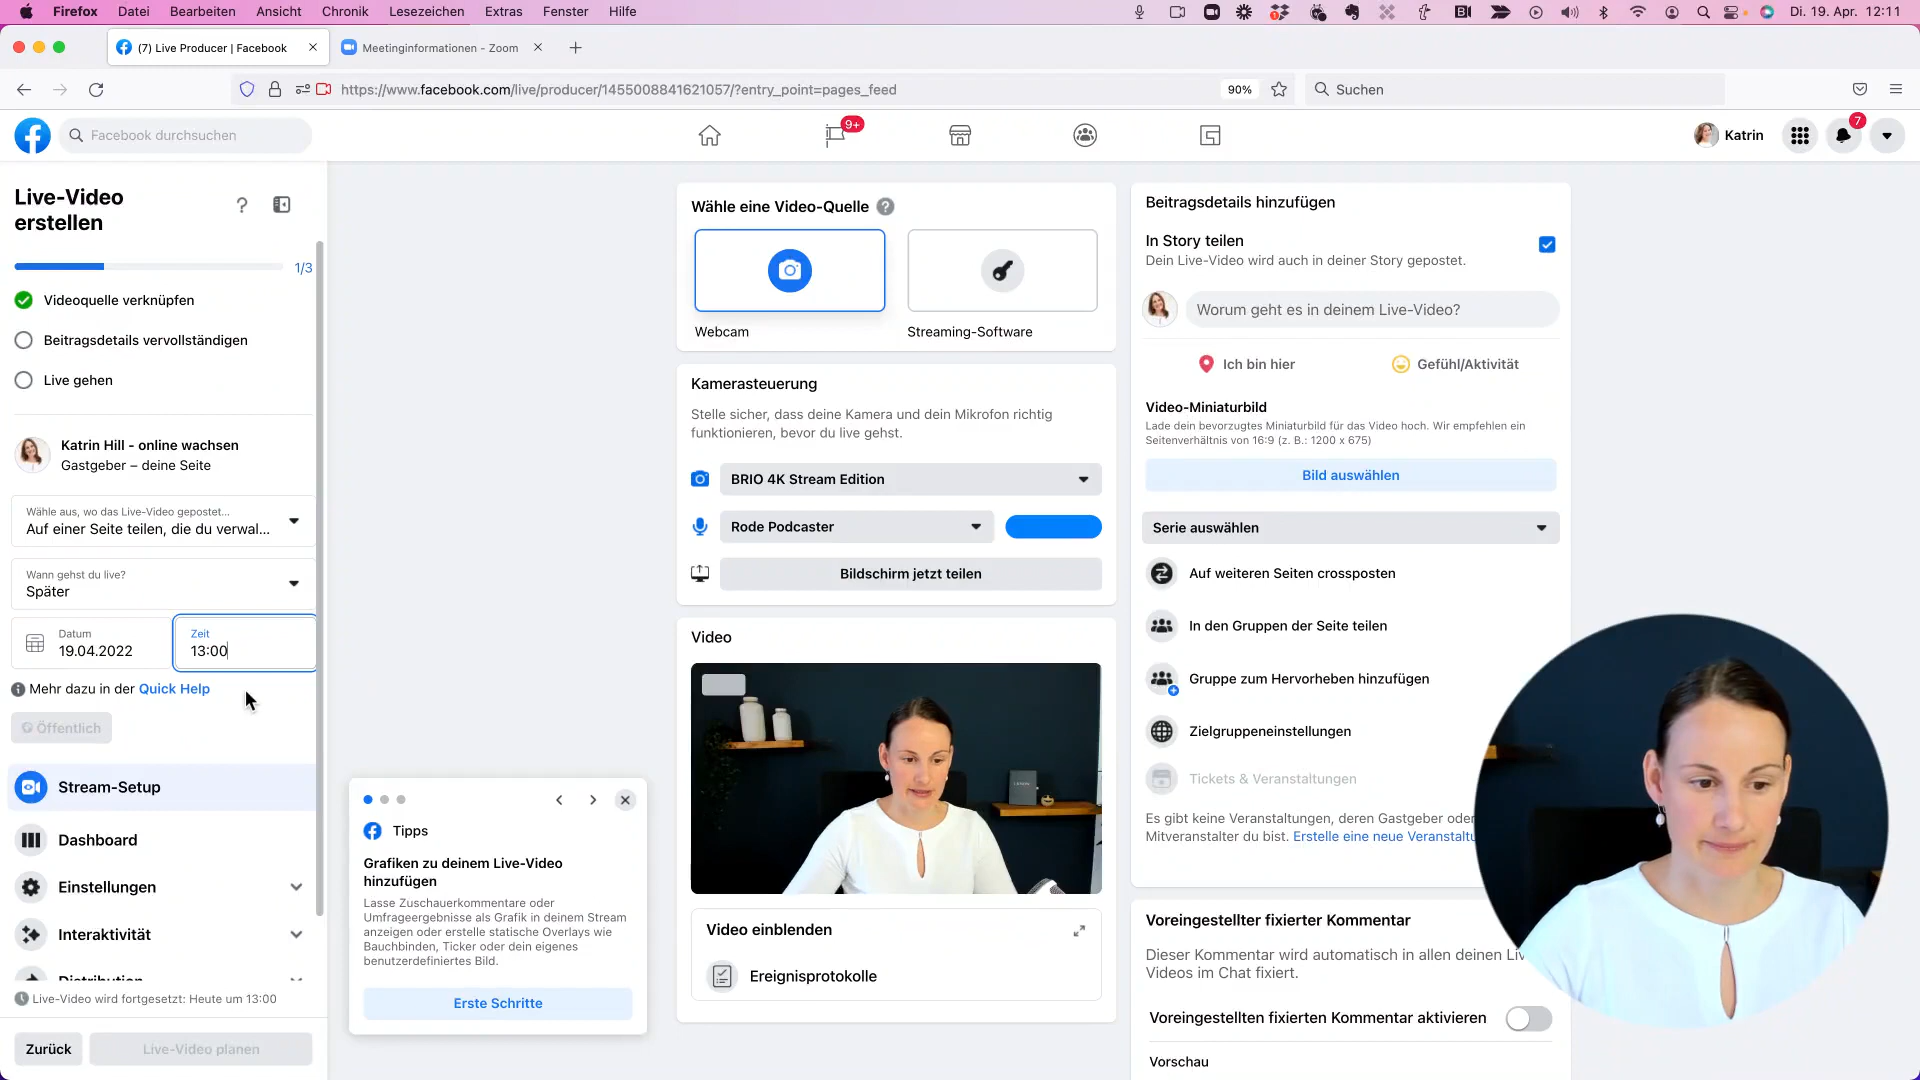 Firefox Datei Bearbeiten Ansicht Chronik Lesezeichen Extras Fenster Hilfe Di. 19. Apr. 12:11
(7) Live Producer | Facebook Meetinginformationen - Zoom
https://www.facebook.com/live/producer/1455008841621057/?entry_point=pages_feed 90% Suchen
Facebook durchsuchen 9+ Katrin 7
Live-Video
erstellen
1/3
Videoquelle verknüpfen
Beitragsdetails vervollständigen
Live gehen
Katrin Hill - online wachsen
Gastgeber – deine Seite
Wähle aus, wo das Live-Video gepostet...
Auf einer Seite teilen, die du verwal...
Wann gehst du live?
Später
Datum
19.04.2022
Zeit
13:00
Mehr dazu in der Quick Help
Öffentlich
Stream-Setup
Dashboard
Einstellungen
Interaktivität
Distribution
Live-Video wird fortgesetzt: Heute um 13:00
Zurück
Live-Video planen
Tipps
Grafiken zu deinem Live-Video
hinzufügen
Lasse Zuschauerkommentare oder
Umfrageergebnisse als Grafik in deinem Stream
anzeigen oder erstelle statische Overlays wie
Bauchbinden, Ticker oder dein eigenes
benutzerdefiniertes Bild.
Erste Schritte
Wähle eine Video-Quelle
Webcam
Streaming-Software
Kamerasteuerung
Stelle sicher, dass deine Kamera und dein Mikrofon richtig
funktionieren, bevor du live gehst.
BRIO 4K Stream Edition
Rode Podcaster
Bildschirm jetzt teilen
Video
Video einblenden
Ereignisprotokolle
Beitragsdetails hinzufügen
In Story teilen
Dein Live-Video wird auch in deiner Story gepostet.
Worum geht es in deinem Live-Video?
Ich bin hier
Gefühl/Aktivität
Video-Miniaturbild
Lade dein bevorzugtes Miniaturbild für das Video hoch. Wir empfehlen ein
Seitenverhältnis von 16:9 (z. B.: 1200 x 675)
Bild auswählen
Serie auswählen
Auf weiteren Seiten crossposten
In den Gruppen der Seite teilen
Gruppe zum Hervorheben hinzufügen
Zielgruppeneinstellungen
Tickets & Veranstaltungen
Es gibt keine Veranstaltungen, deren Gastgeber oder
Mitveranstalter du bist. Erstelle eine neue Veranstaltu
Voreingestellter fixierter Kommentar
Dieser Kommentar wird automatisch in allen deinen Liv
Videos im Chat fixiert.
Voreingestellten fixierten Kommentar aktivieren
Vorschau